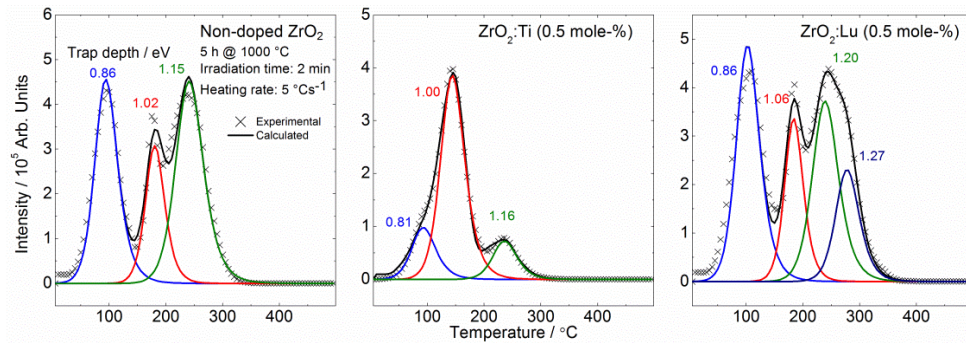 Non-doped ZrO₂
5 h @ 1000 °C
Irradiation time: 2 min
Heating rate: 5 °Cs⁻¹
Trap depth / eV
0.86
1.02
1.15
× Experimental
Calculated
Intensity / 10⁵ Arb. Units
6
5
4
3
2
1
0
100 200 300 400
ZrO₂:Ti (0.5 mole-%)
0.81
1.00
1.16
4
3
2
1
0
100 200 300 400
Temperature / °C
ZrO₂:Lu (0.5 mole-%)
0.86
1.06
1.20
1.27
5
4
3
2
1
0
100 200 300 400